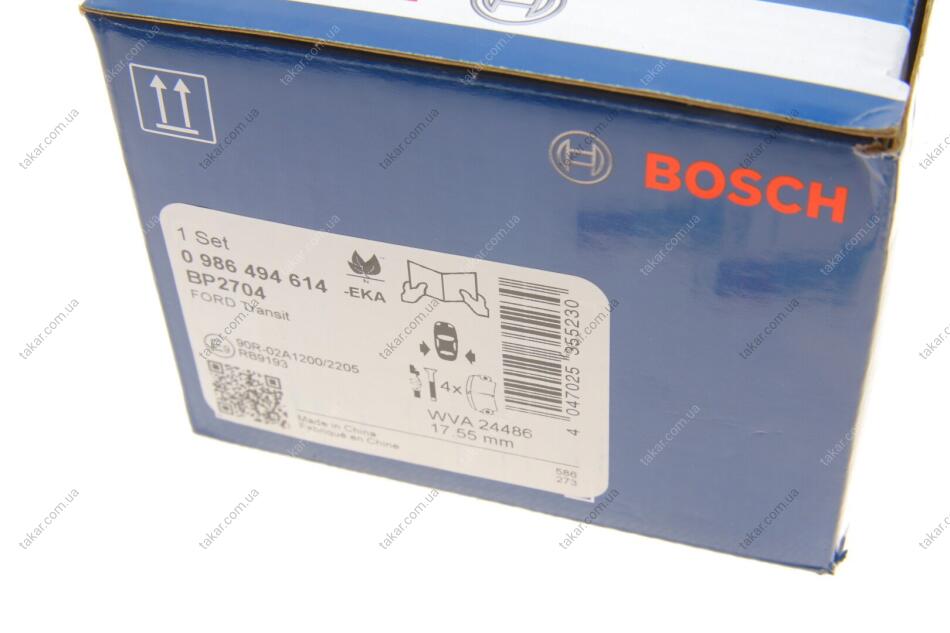 BOSCH
1 Set
0 986 494 614
BP2704
FORD Transit
-EKA
E9
90R-02A1200/2205
RB9193
4x
WVA 24486
17.55 mm
Made in China
Fabriqué en Chine
586
273
4 047025 355230
takar.com.ua